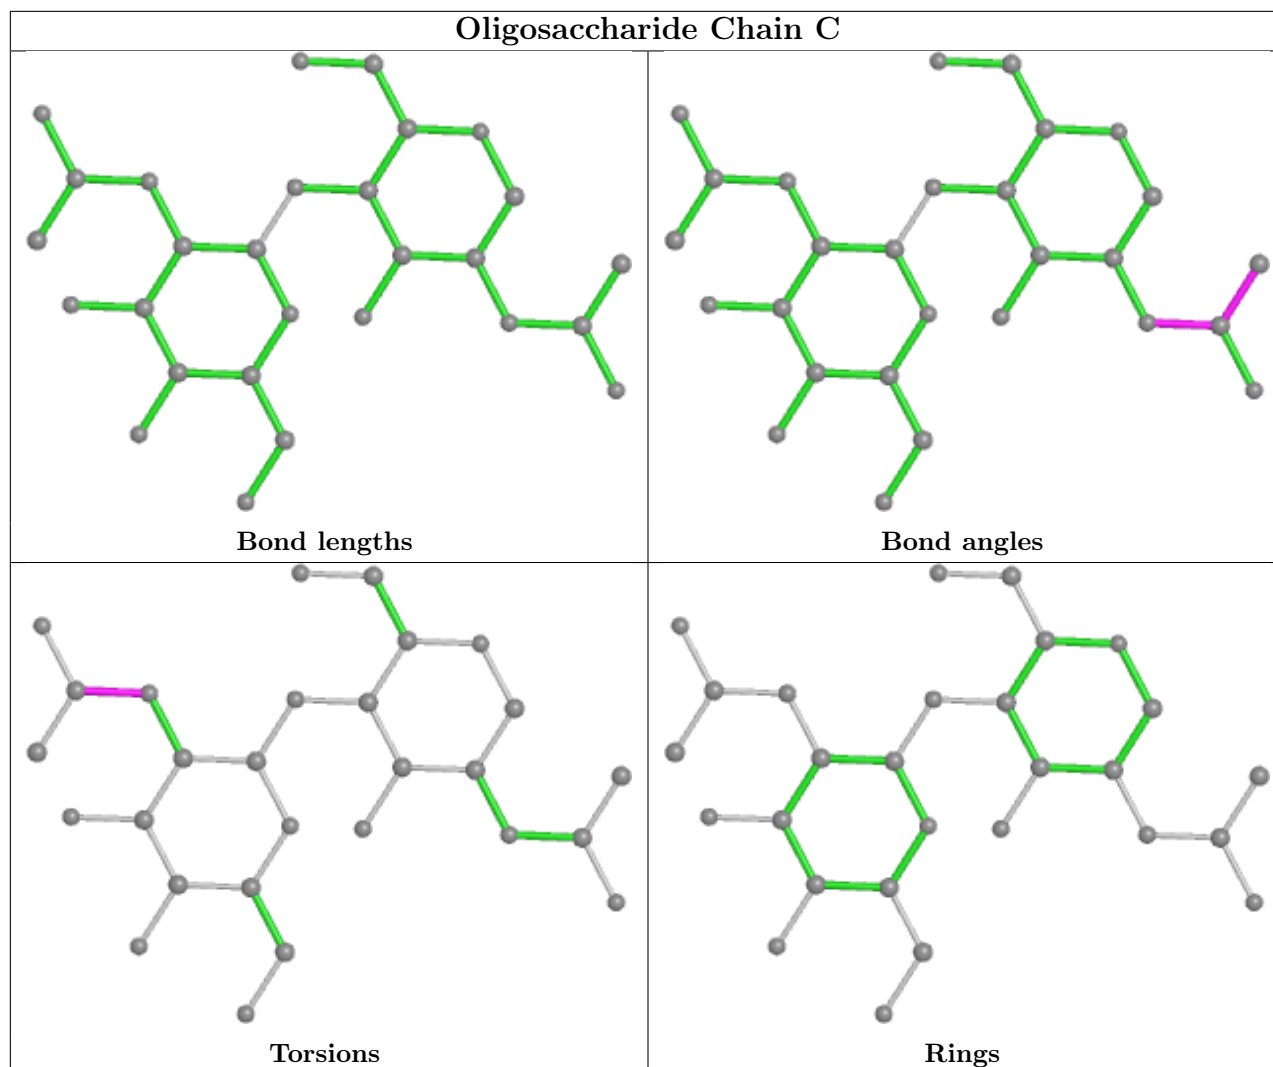 Oligosaccharide Chain C
Bond lengths
Bond angles
Torsions
Rings